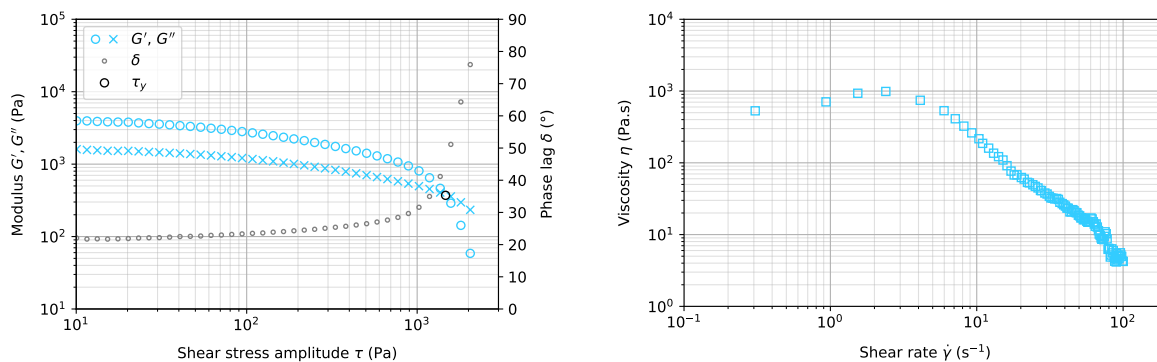 10^5
10^4
10^3
10^2
10^1
Modulus G′, G″ (Pa)
G′, G″
δ
τ_y
90
80
70
60
50
40
30
20
10
0
Phase lag δ (°)
10^1 10^2 10^3
Shear stress amplitude τ (Pa)
10^4
10^3
10^2
10^1
10^0
Viscosity η (Pa.s)
10^−1 10^0 10^1 10^2
Shear rate γ̇ (s^−1)